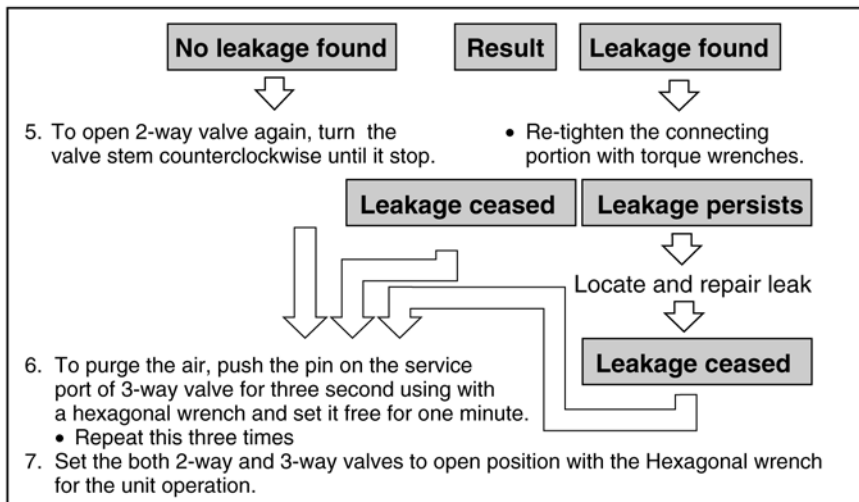 No leakage found
Result
Leakage found
5. To open 2-way valve again, turn the
valve stem counterclockwise until it stop.
• Re-tighten the connecting
portion with torque wrenches.
Leakage ceased
Leakage persists
Locate and repair leak
Leakage ceased
6. To purge the air, push the pin on the service
port of 3-way valve for three second using with
a hexagonal wrench and set it free for one minute.
• Repeat this three times
7. Set the both 2-way and 3-way valves to open position with the Hexagonal wrench
for the unit operation.